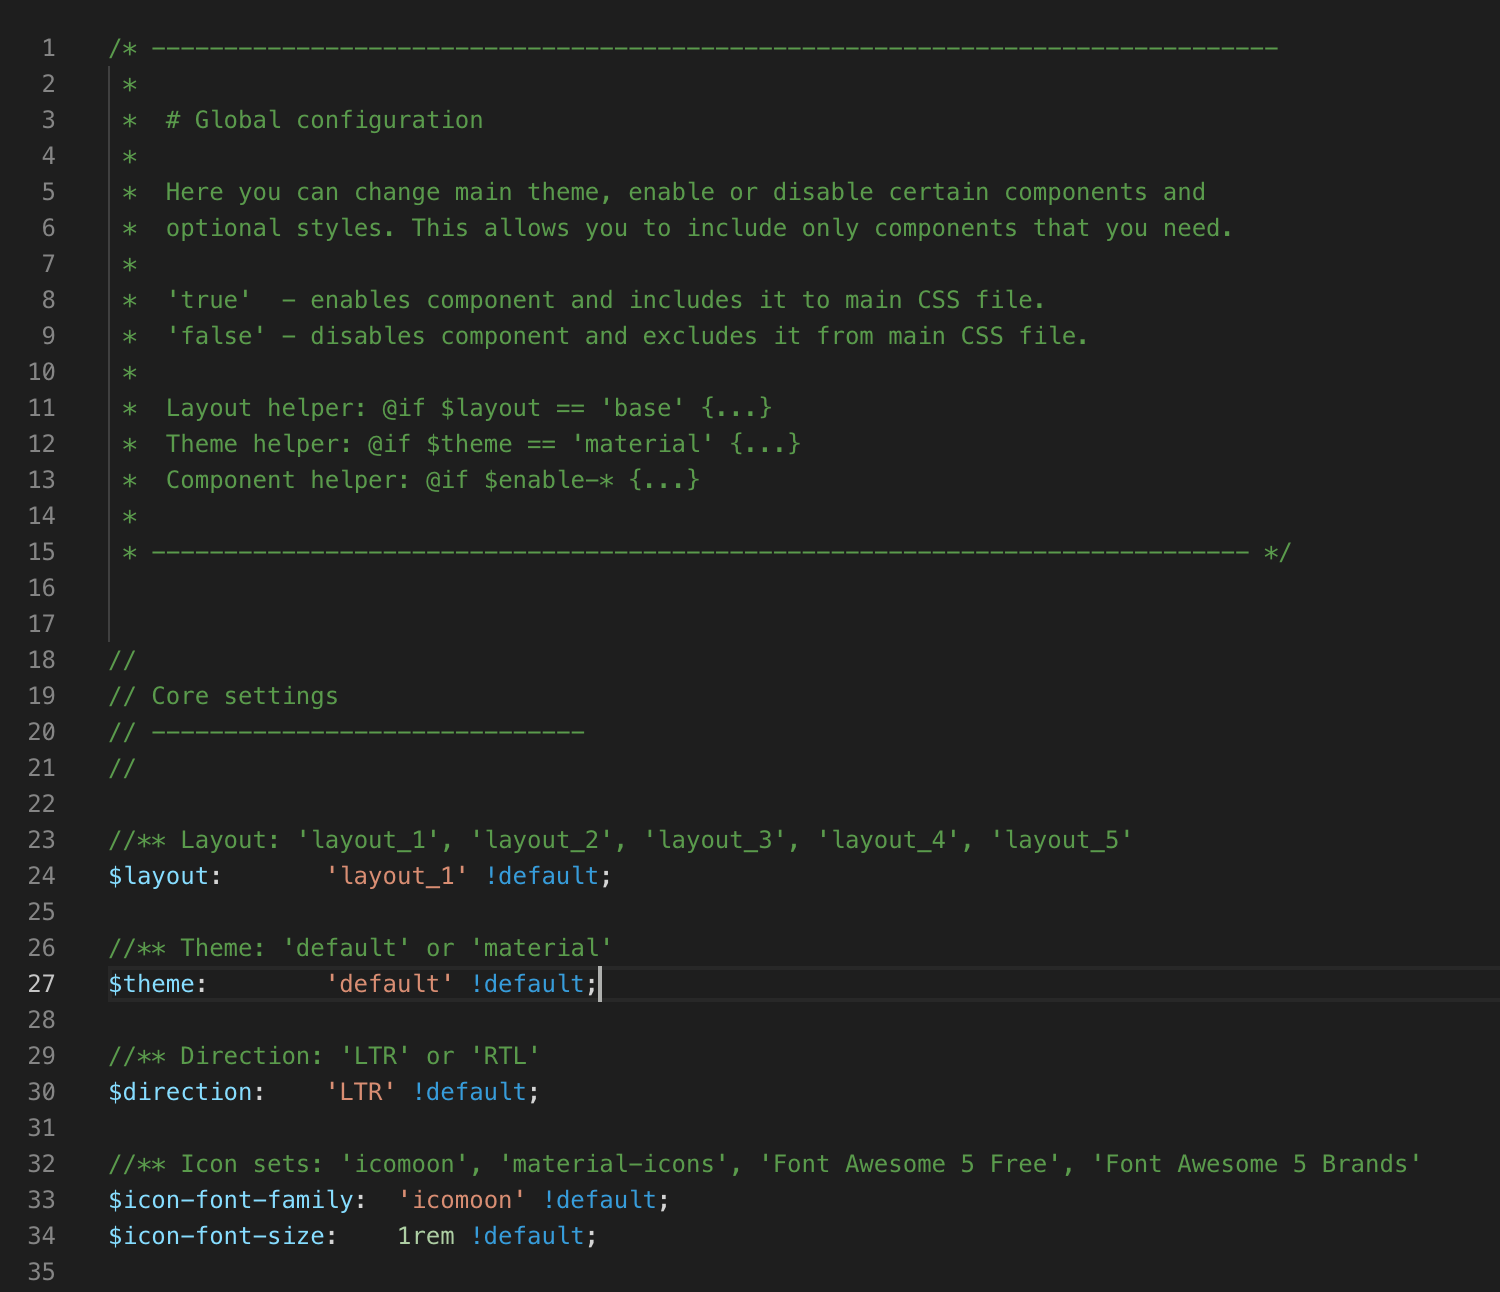 1 /* ------------------------------------------------------------------------------
2  *
3  *  # Global configuration
4  *
5  *  Here you can change main theme, enable or disable certain components and
6  *  optional styles. This allows you to include only components that you need.
7  *
8  *  'true'  - enables component and includes it to main CSS file.
9  *  'false' - disables component and excludes it from main CSS file.
10  *
11  *  Layout helper: @if $layout == 'base' {...}
12  *  Theme helper: @if $theme == 'material' {...}
13  *  Component helper: @if $enable-* {...}
14  *
15  * ---------------------------------------------------------------------------- */
16
17
18 //
19 // Core settings
20 // ------------------------------
21 //
22
23 //** Layout: 'layout_1', 'layout_2', 'layout_3', 'layout_4', 'layout_5'
24 $layout:       'layout_1' !default;
25
26 //** Theme: 'default' or 'material'
27 $theme:        'default' !default;
28
29 //** Direction: 'LTR' or 'RTL'
30 $direction:    'LTR' !default;
31
32 //** Icon sets: 'icomoon', 'material-icons', 'Font Awesome 5 Free', 'Font Awesome 5 Brands'
33 $icon-font-family:  'icomoon' !default;
34 $icon-font-size:    1rem !default;
35